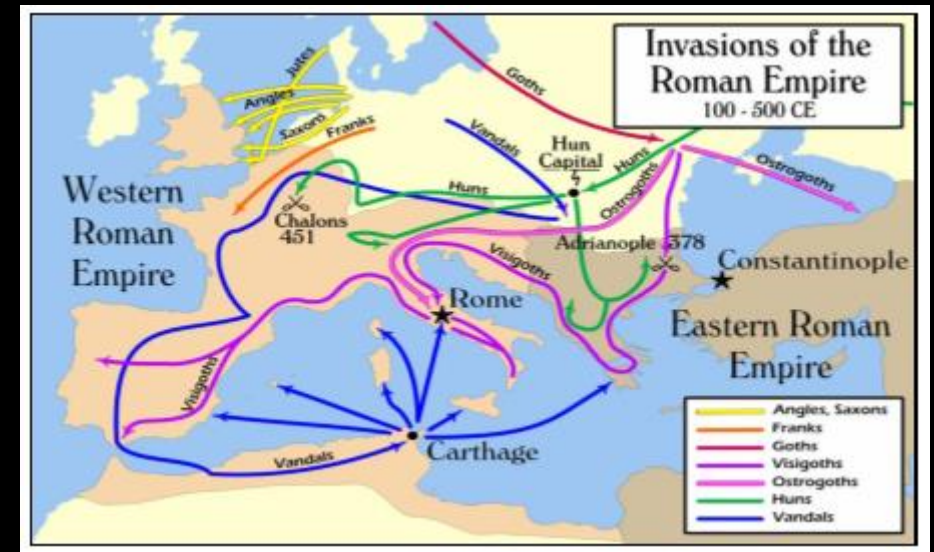 Invasions of the
Roman Empire
100 - 500 CE
Jutes
Angles
Saxons
Franks
Goths
Vandals
Hun
Capital
Huns
Ostrogoths
Ostrogoths
Huns
Western
Roman
Empire
Chalons
451
Adrianople 378
Visigoths
Constantinople
Rome
Eastern Roman
Empire
Visigoths
Carthage
Vandals
Angles, Saxons
Franks
Goths
Visigoths
Ostrogoths
Huns
Vandals